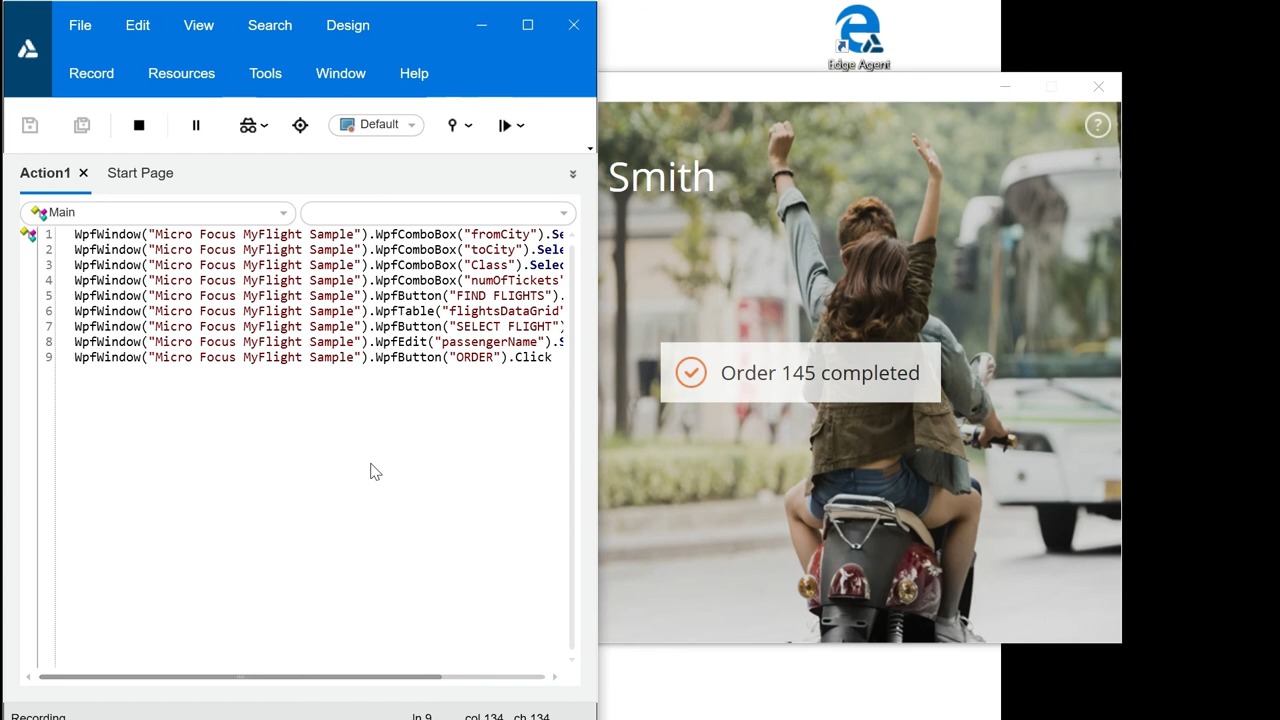 File Edit View Search Design
Record Resources Tools Window Help
Default
Action1 Start Page
Main
1 WpfWindow("Micro Focus MyFlight Sample").WpfComboBox("fromCity").Se
2 WpfWindow("Micro Focus MyFlight Sample").WpfComboBox("toCity").Sele
3 WpfWindow("Micro Focus MyFlight Sample").WpfComboBox("Class").Selec
4 WpfWindow("Micro Focus MyFlight Sample").WpfComboBox("numOfTickets"
5 WpfWindow("Micro Focus MyFlight Sample").WpfButton("FIND FLIGHTS").
6 WpfWindow("Micro Focus MyFlight Sample").WpfTable("flightsDataGrid"
7 WpfWindow("Micro Focus MyFlight Sample").WpfButton("SELECT FLIGHT")
8 WpfWindow("Micro Focus MyFlight Sample").WpfEdit("passengerName").S
9 WpfWindow("Micro Focus MyFlight Sample").WpfButton("ORDER").Click
Recording ln 9 col 134 ch 134
Edge Agent
?
Smith
Order 145 completed